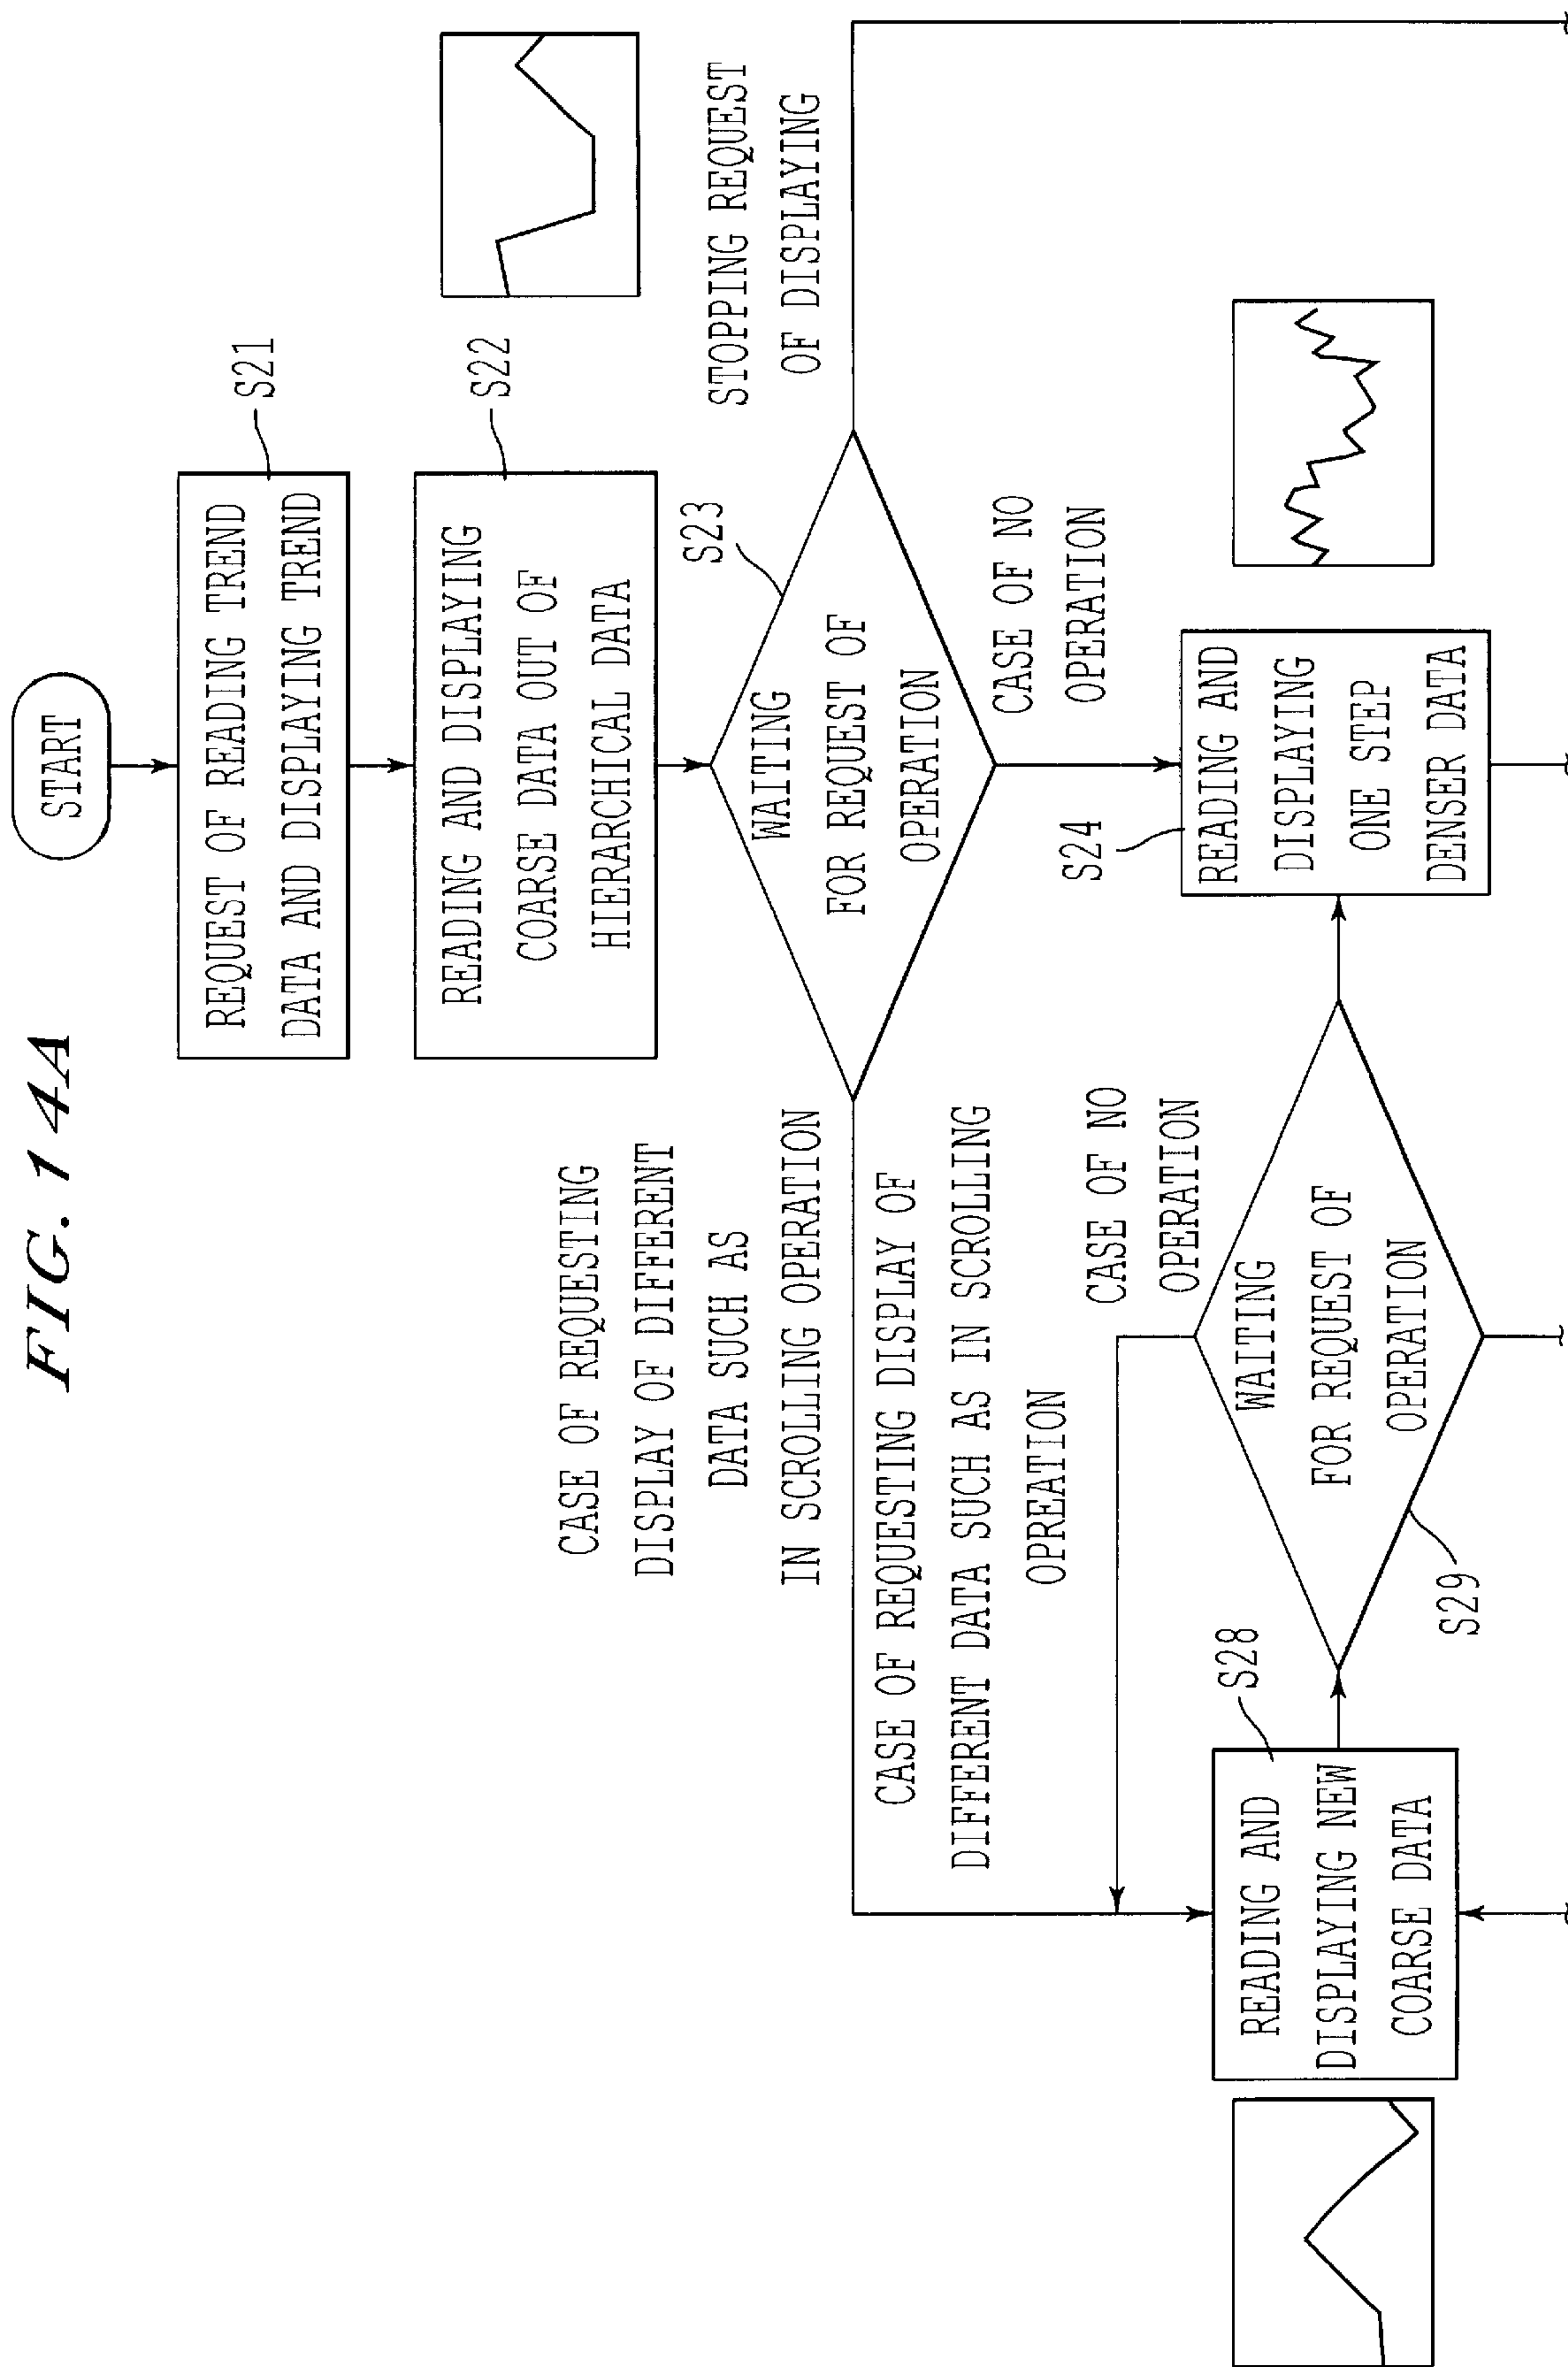 FIG. 14A
START
REQUEST OF READING TREND
DATA AND DISPLAYING TREND
S21
READING AND DISPLAYING
COARSE DATA OUT OF
HIERARCHICAL DATA
S22
WAITING
FOR REQUEST OF
OPERATION
S23
STOPPING REQUEST
OF DISPLAYING
CASE OF REQUESTING
DISPLAY OF DIFFERENT
DATA SUCH AS
IN SCROLLING OPERATION
CASE OF REQUESTING DISPLAY OF
DIFFERENT DATA SUCH AS IN SCROLLING
OPREATION
CASE OF NO
OPERATION
CASE OF NO
OPERATION
S24
READING AND
DISPLAYING
ONE STEP
DENSER DATA
S28
READING AND
DISPLAYING NEW
COARSE DATA
WAITING
FOR REQUEST OF
OPERATION
S29